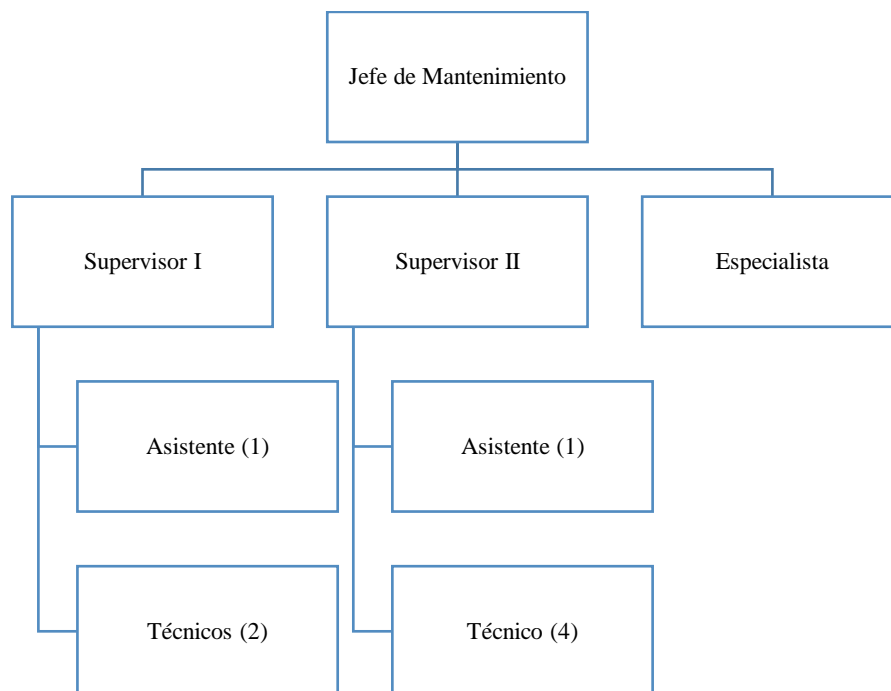 Jefe de Mantenimiento
Supervisor I
Supervisor II
Especialista
Asistente (1)
Asistente (1)
Técnicos (2)
Técnico (4)